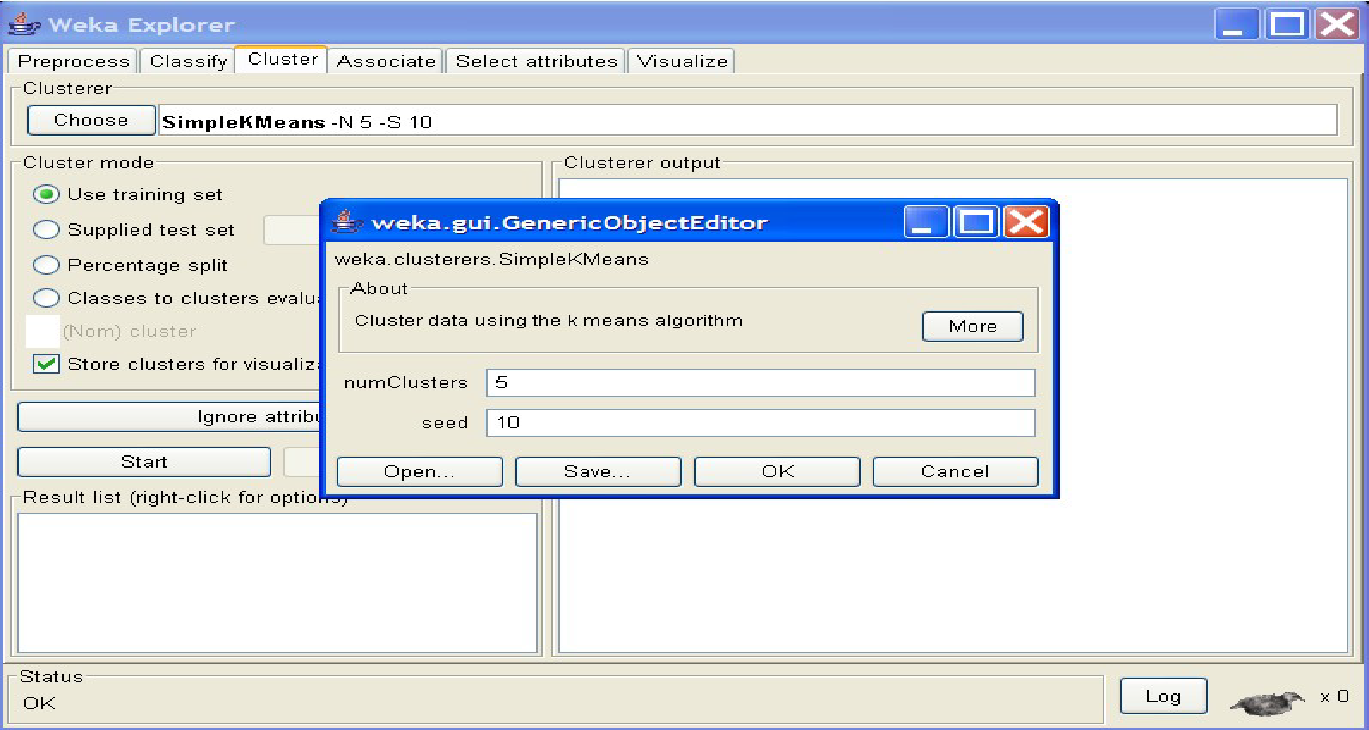 Weka Explorer
Preprocess Classify Cluster Associate Select attributes Visualize
Clusterer
Choose SimpleKMeans -N 5 -S 10
Cluster mode
Use training set
Supplied test set
Percentage split
Classes to clusters
(Nom) cluster
Store clusters for
Ignore
Start
Result list (right-click for options)
Clusterer output
weka.gui.GenericObjectEditor
weka.clusterers.SimpleKMeans
About
Cluster data using the k means algorithm
More
numClusters 5
seed 10
Open... Save... OK Cancel
Status
OK
Log x 0